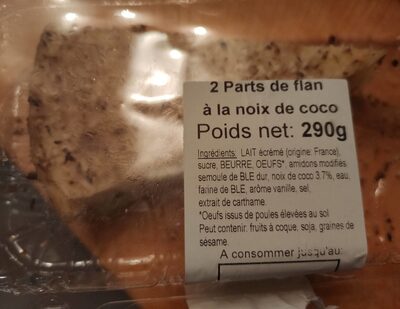 2 Parts de flan
à la noix de coco
Poids net: 290g
Ingrédients: LAIT écrémé (origine: France),
sucre, BEURRE, OEUFS*, amidons modifiés
semoule de BLE dur, noix de coco 3.7%, eau,
farine de BLE, arôme vanille, sel,
extrait de carthame.
*Oeufs issus de poules élevées au sol
Peut contenir: fruits à coque, soja, graines de
sésame.
A consommer jusqu'au: